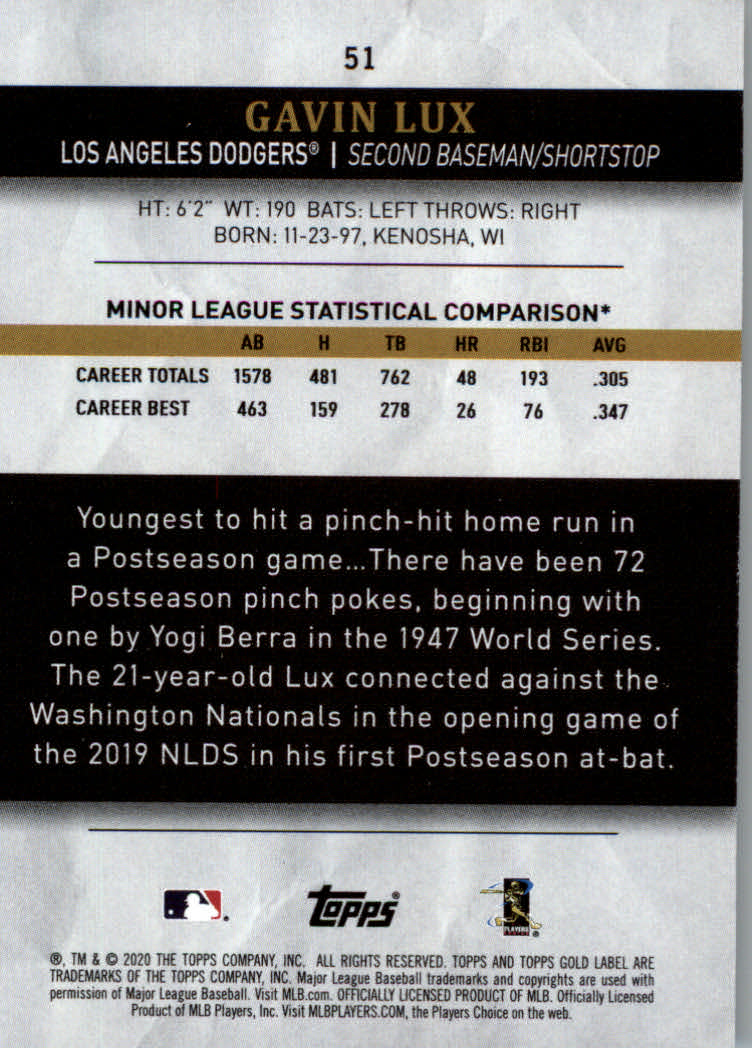 51
GAVIN LUX
LOS ANGELES DODGERS® | SECOND BASEMAN/SHORTSTOP
HT: 6'2" WT: 190 BATS: LEFT THROWS: RIGHT
BORN: 11-23-97, KENOSHA, WI
MINOR LEAGUE STATISTICAL COMPARISON*
AB H TB HR RBI AVG
CAREER TOTALS 1578 481 762 48 193 .305
CAREER BEST 463 159 278 26 76 .347
Youngest to hit a pinch-hit home run in
a Postseason game...There have been 72
Postseason pinch pokes, beginning with
one by Yogi Berra in the 1947 World Series.
The 21-year-old Lux connected against the
Washington Nationals in the opening game of
the 2019 NLDS in his first Postseason at-bat.
topps® PLAYERS ®
®, TM & © 2020 THE TOPPS COMPANY, INC. ALL RIGHTS RESERVED. TOPPS AND TOPPS GOLD LABEL ARE
TRADEMARKS OF THE TOPPS COMPANY, INC. Major League Baseball trademarks and copyrights are used with
permission of Major League Baseball. Visit MLB.com. OFFICIALLY LICENSED PRODUCT OF MLB. Officially Licensed
Product of MLB Players, Inc. Visit MLBPLAYERS.COM, the Players Choice on the web.